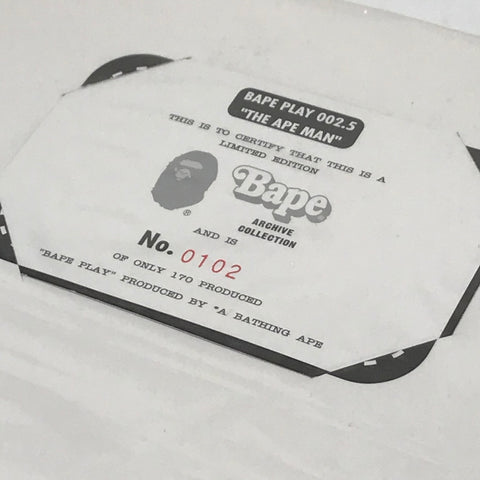 BAPE PLAY 002.5
"THE APE MAN"
THIS IS TO CERTIFY THAT THIS IS A
LIMITED EDITION
Bape
®
ARCHIVE
COLLECTION
AND IS
No. 0102
OF ONLY 170 PRODUCED
"BAPE PLAY" PRODUCED BY "A BATHING APE